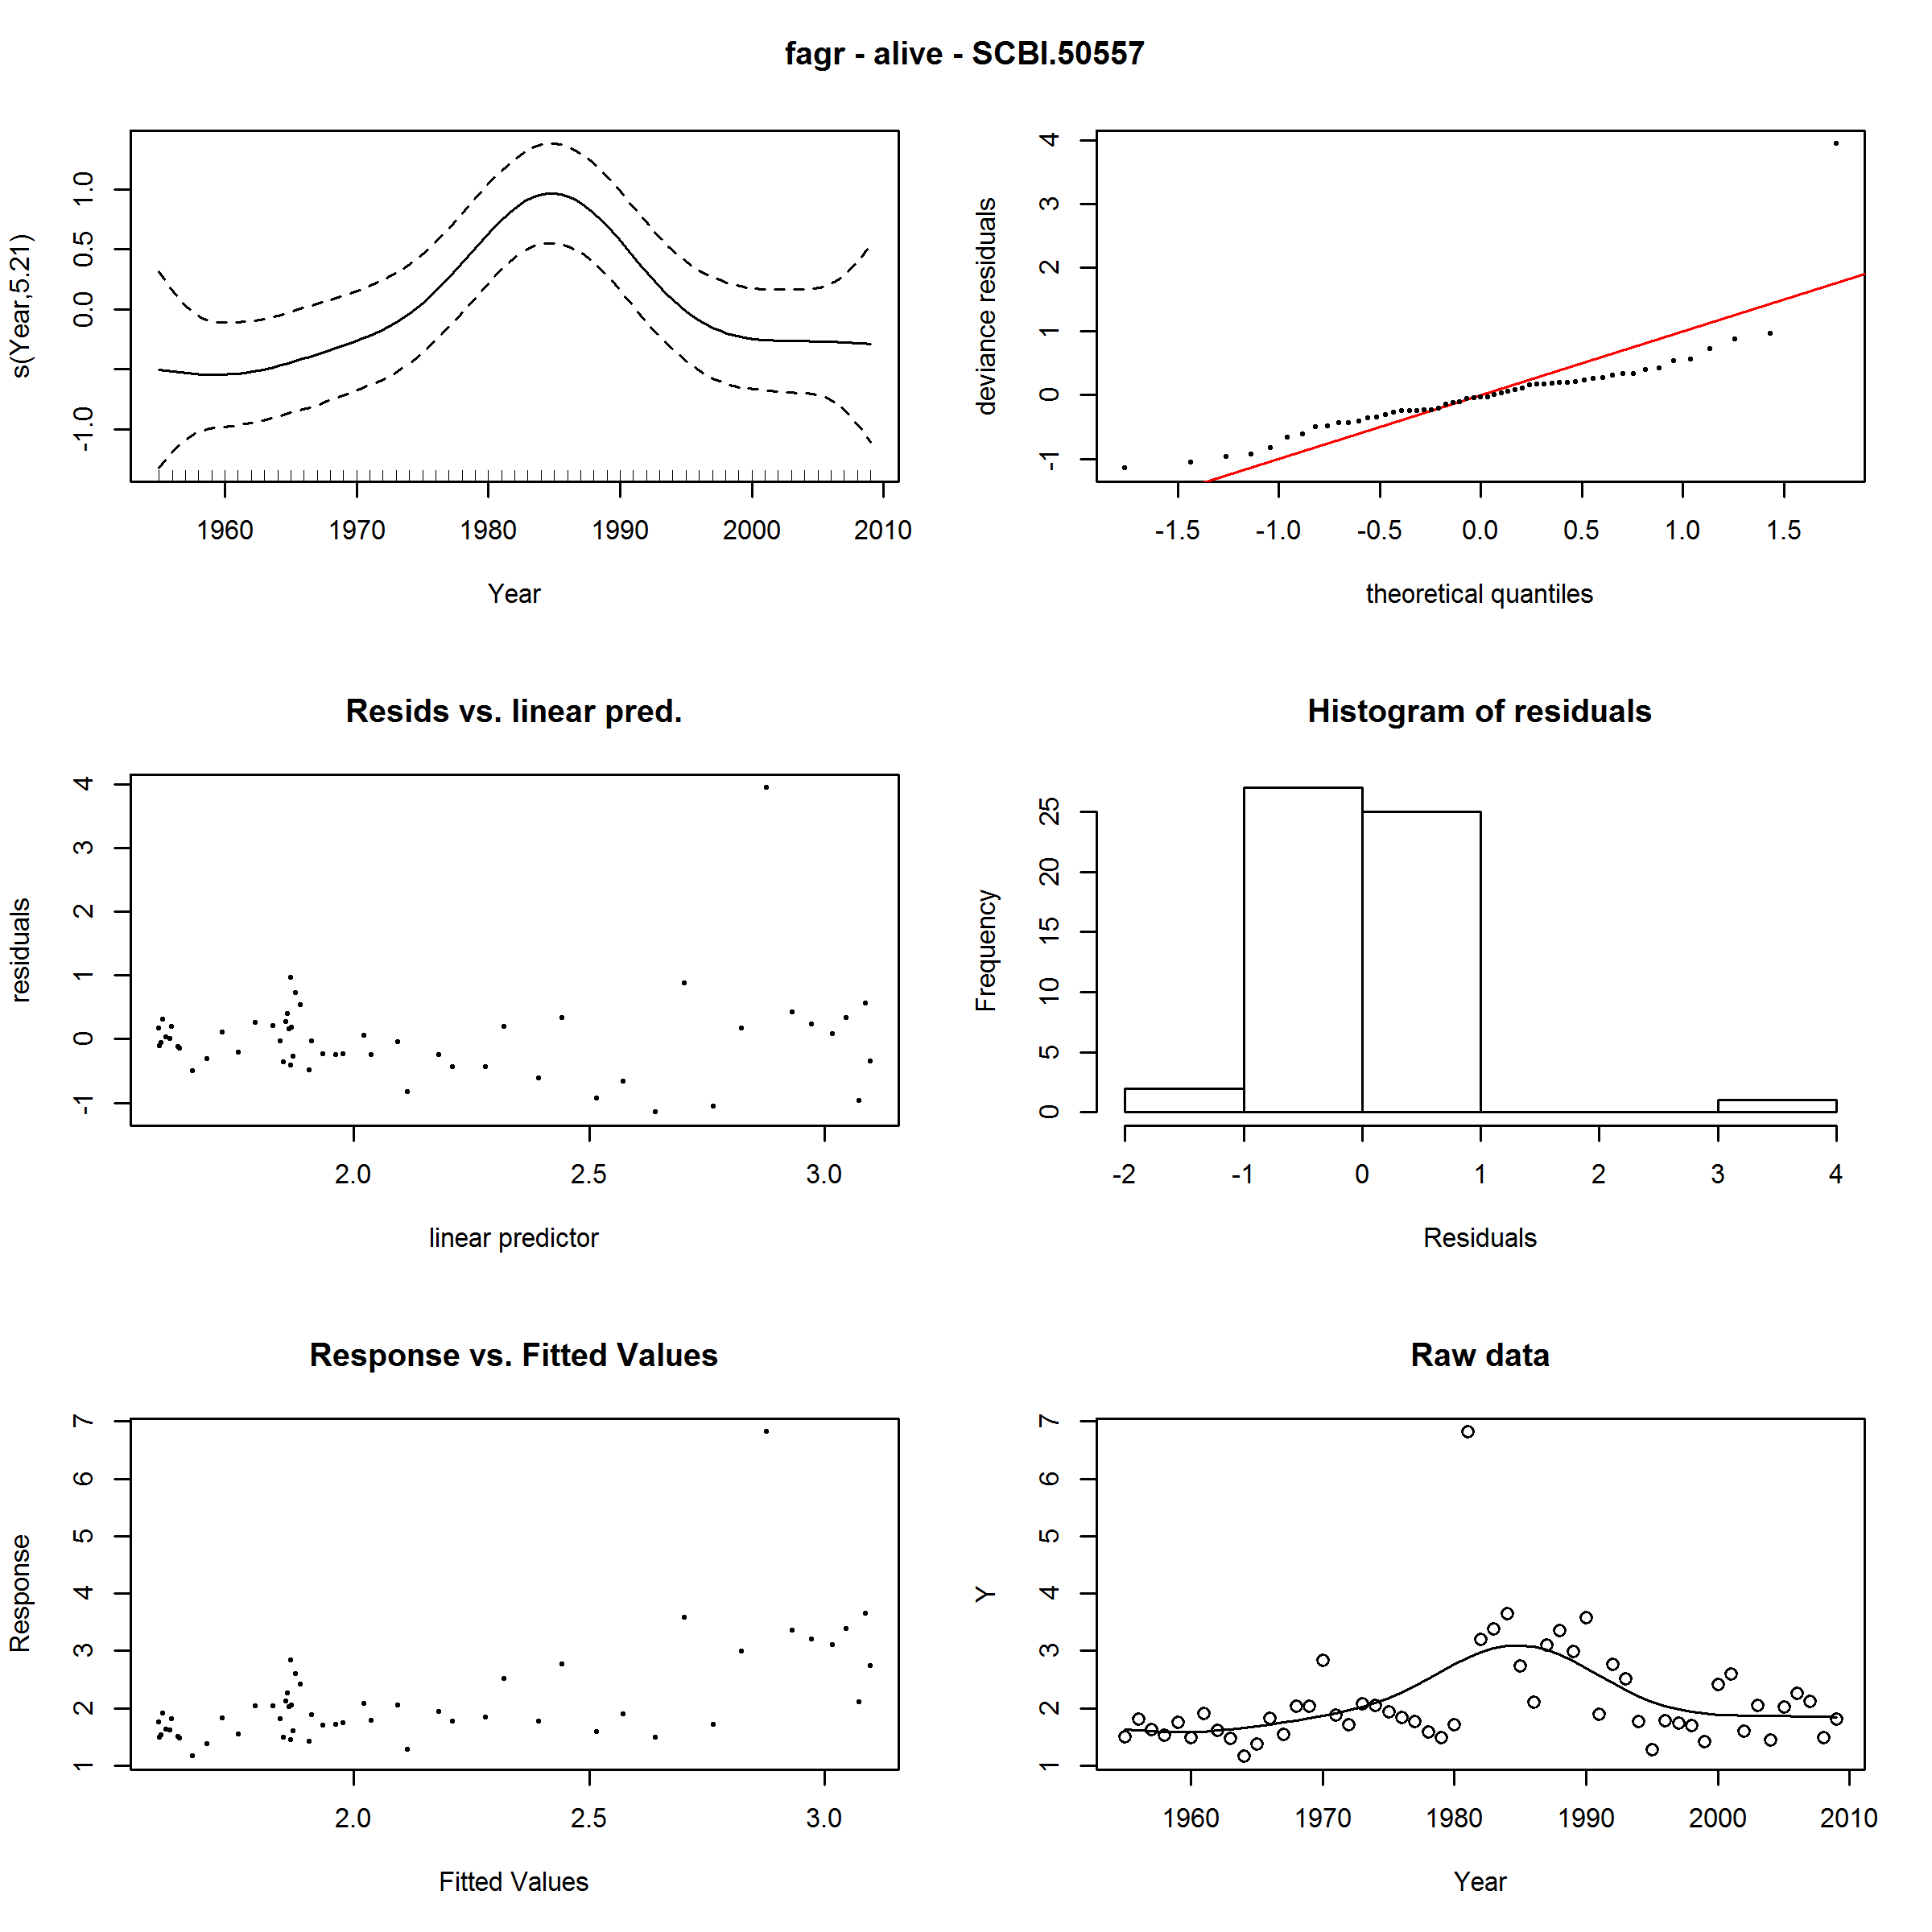 fagr - alive - SCBI.50557
s(Year,5.21)
-1.0 0.0 0.5 1.0
1960 1970 1980 1990 2000 2010
Year
deviance residuals
-1 0 1 2 3 4
-1.5 -1.0 -0.5 0.0 0.5 1.0 1.5
theoretical quantiles
Resids vs. linear pred.
residuals
-1 0 1 2 3 4
2.0 2.5 3.0
linear predictor
Histogram of residuals
Frequency
0 5 10 15 20 25
-2 -1 0 1 2 3 4
Residuals
Response vs. Fitted Values
Response
1 2 3 4 5 6 7
2.0 2.5 3.0
Fitted Values
Raw data
Y
1 2 3 4 5 6 7
1960 1970 1980 1990 2000 2010
Year